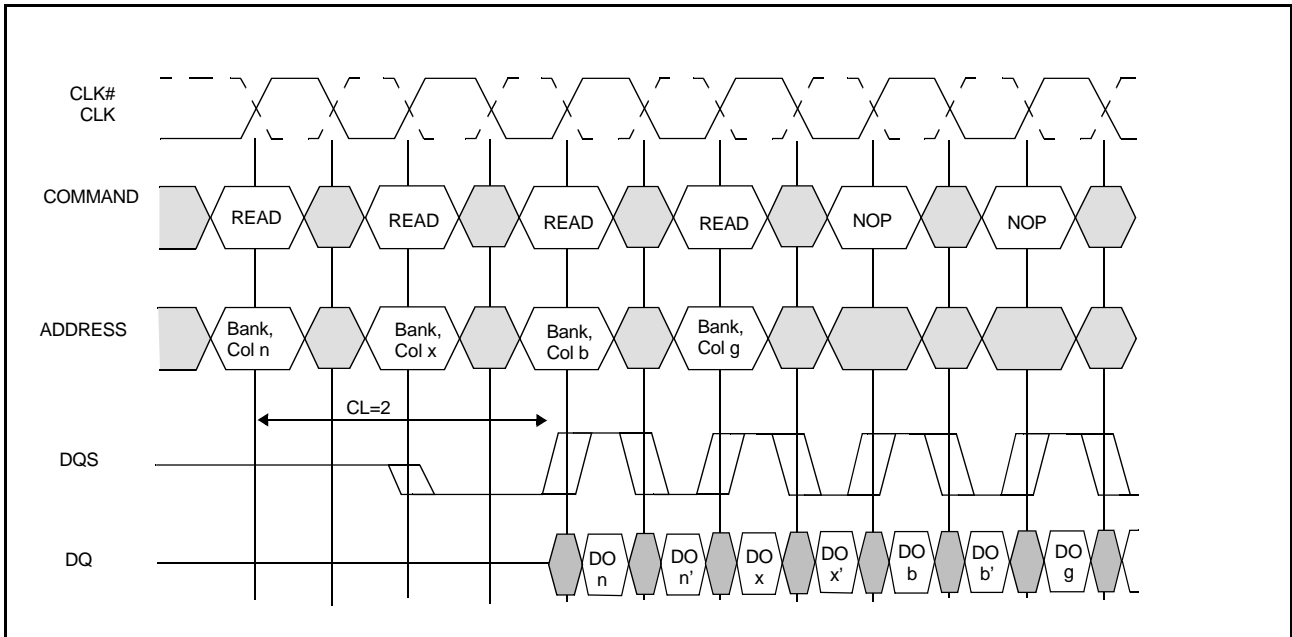 CLK#
CLK
COMMAND
READ
READ
READ
READ
NOP
NOP
ADDRESS
Bank,
Col n
Bank,
Col x
Bank,
Col b
Bank,
Col g
CL=2
DQS
DQ
DO
n
DO
n’
DO
x
DO
x’
DO
b
DO
b’
DO
g